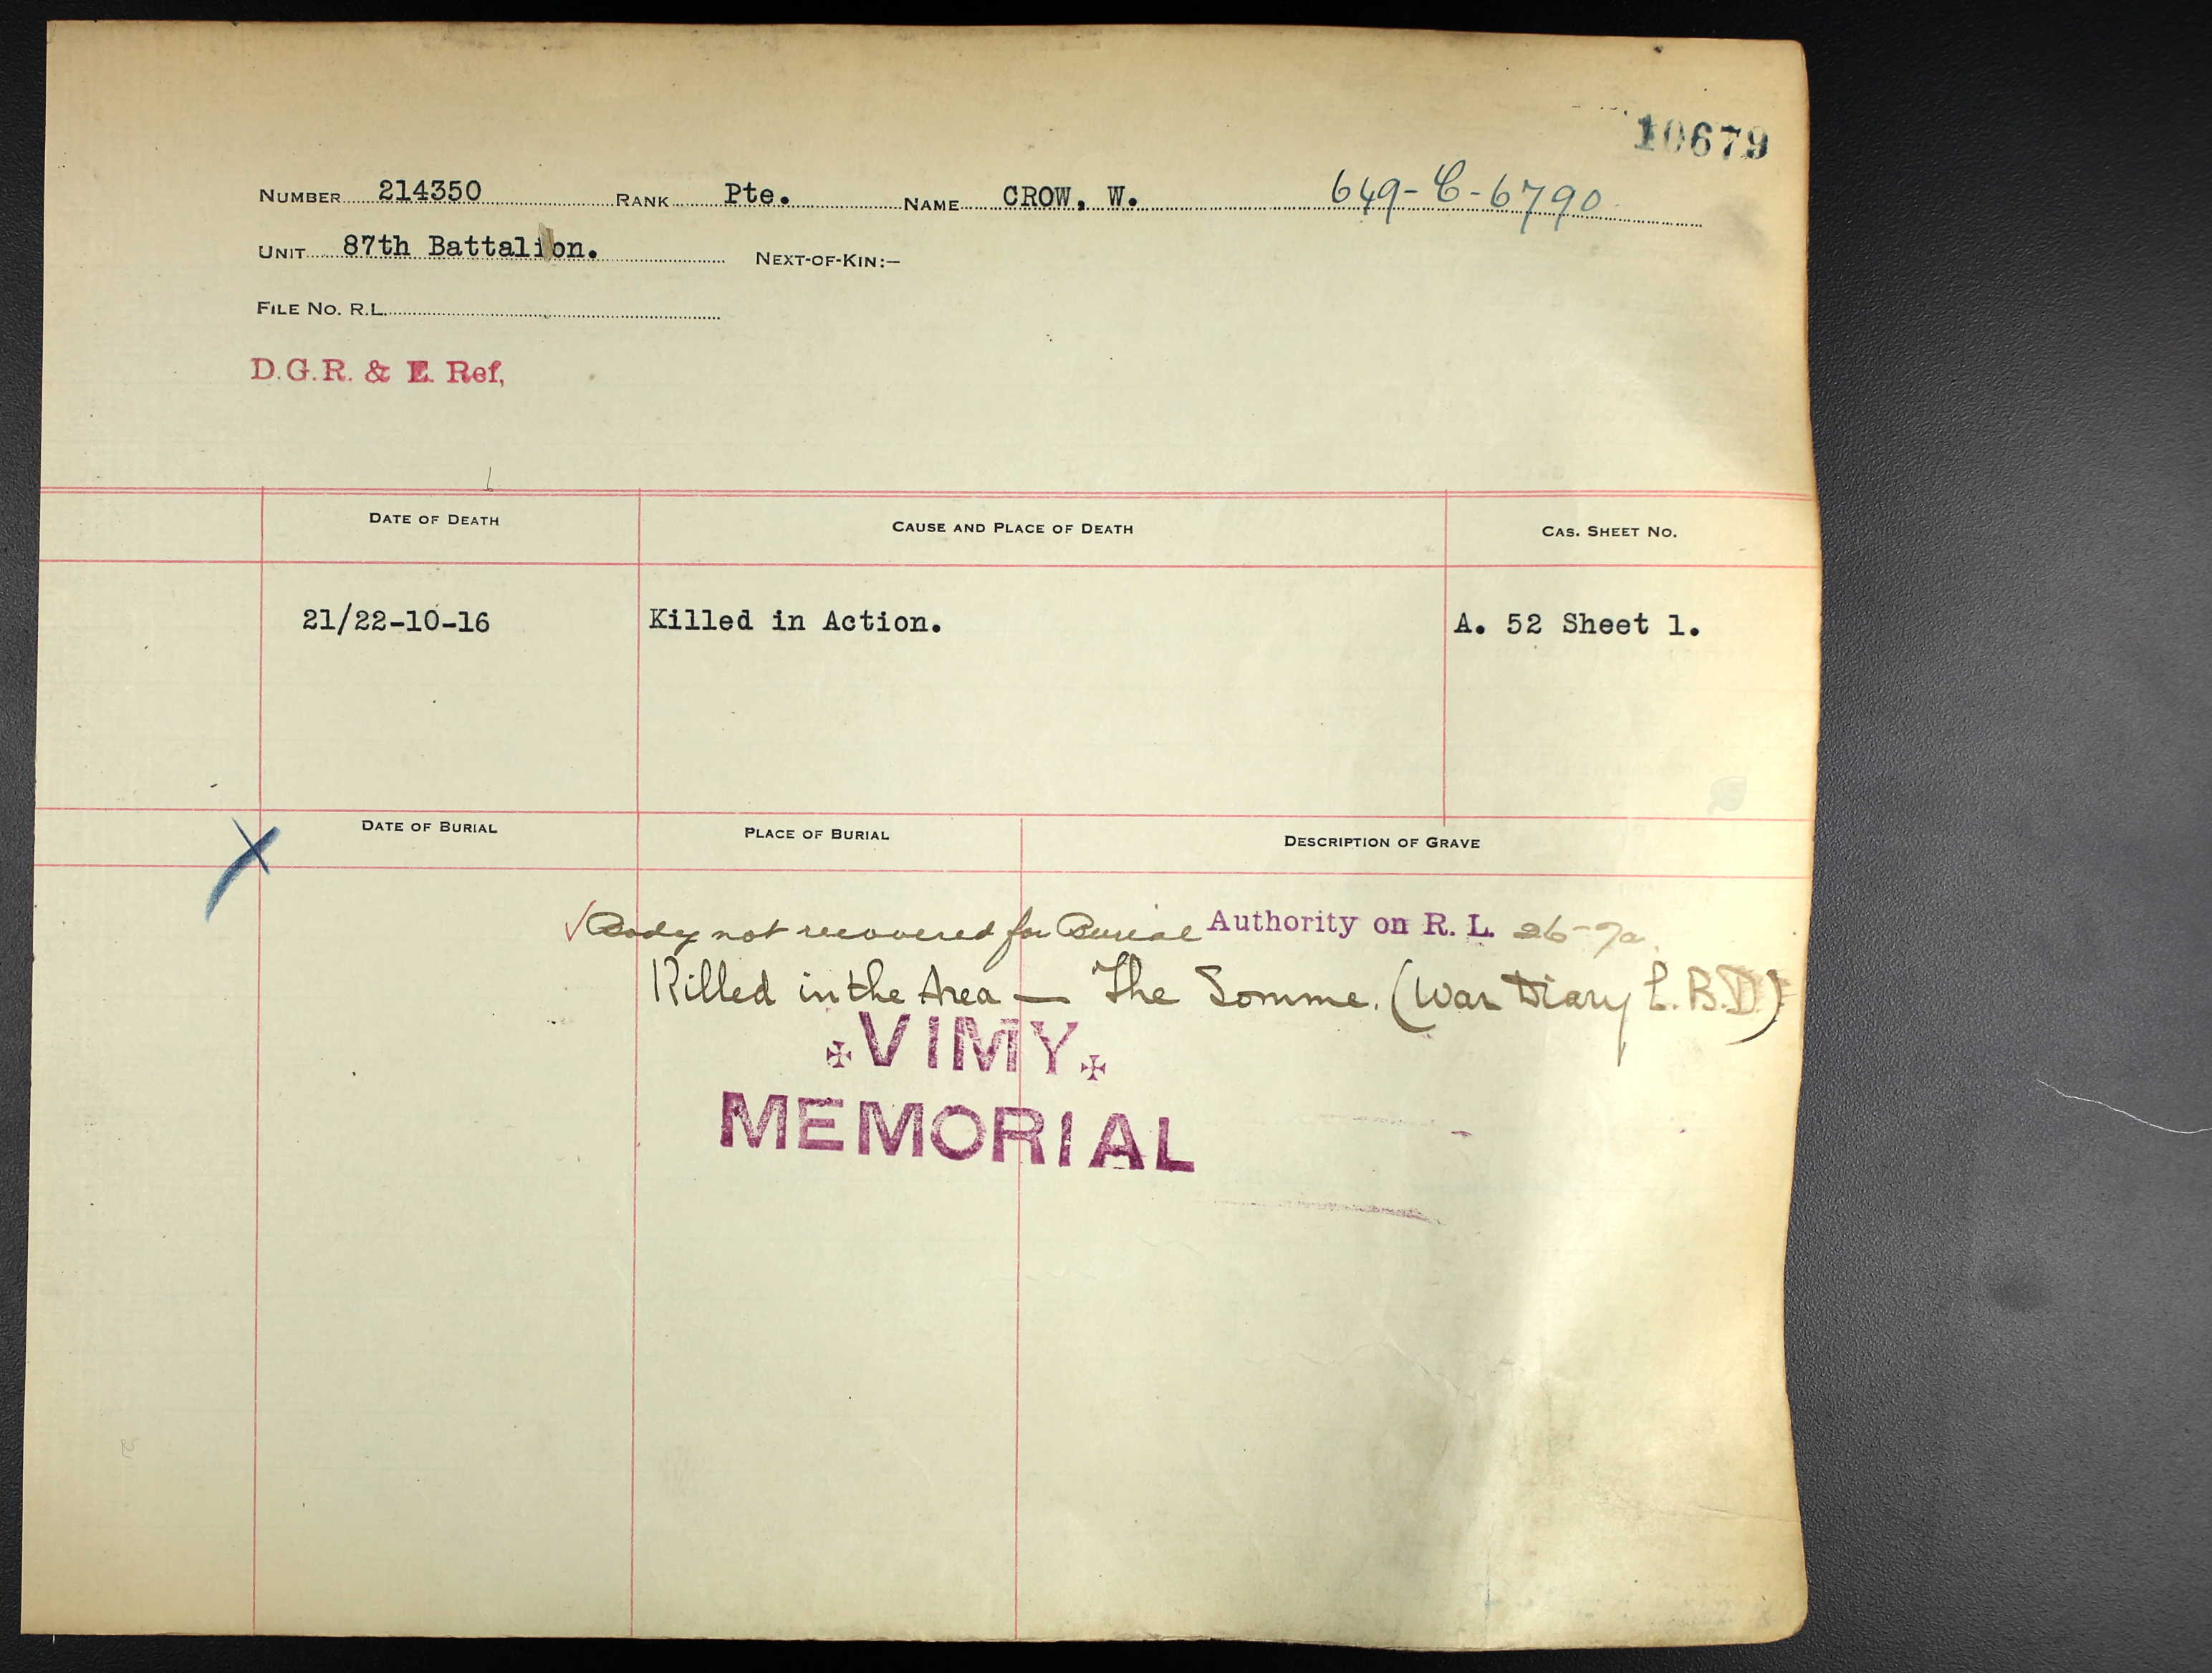 10679
NUMBER 214350 RANK Pte. NAME CROW, W. 649-C-6790
UNIT 87th Battalion. NEXT-OF-KIN:—
FILE NO. R.L.
D.G.R. & E. Ref,
DATE OF DEATH CAUSE AND PLACE OF DEATH CAS. SHEET NO.
21/22-10-16 Killed in Action. A. 52 Sheet 1.
DATE OF BURIAL PLACE OF BURIAL DESCRIPTION OF GRAVE
Body not recovered for Burial Authority on R. L.
Killed in the Area — The Somme. (War Diary
VIMY
MEMORIAL